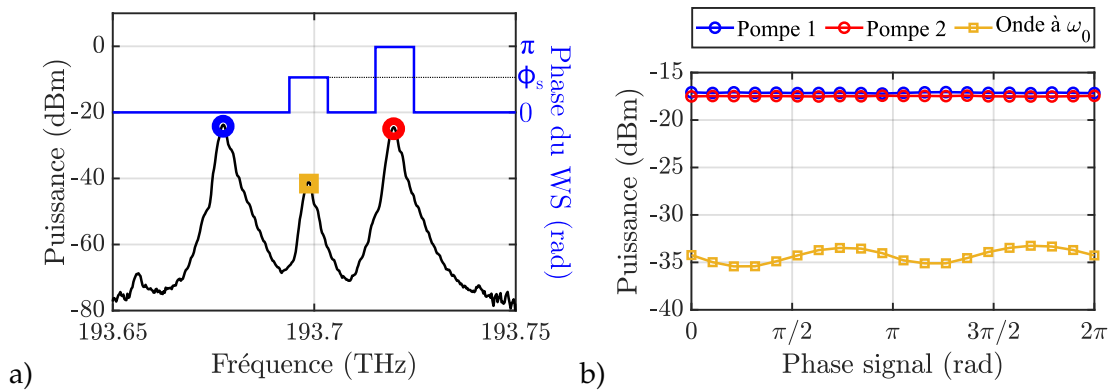 Puissance (dBm)
0
-20
-40
-60
-80
193.65
193.7
193.75
Fréquence (THz)
π
ϕs
0
Phase du WS (rad)
a)
Pompe 1
Pompe 2
Onde à ω0
Puissance (dBm)
-15
-20
-25
-30
-35
-40
0
π/2
π
3π/2
2π
Phase signal (rad)
b)